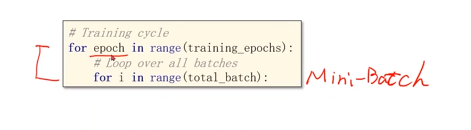 # Training cycle
for epoch in range(training_epochs):
# Loop over all batches
for i in range(total_batch):
Mini-Batch